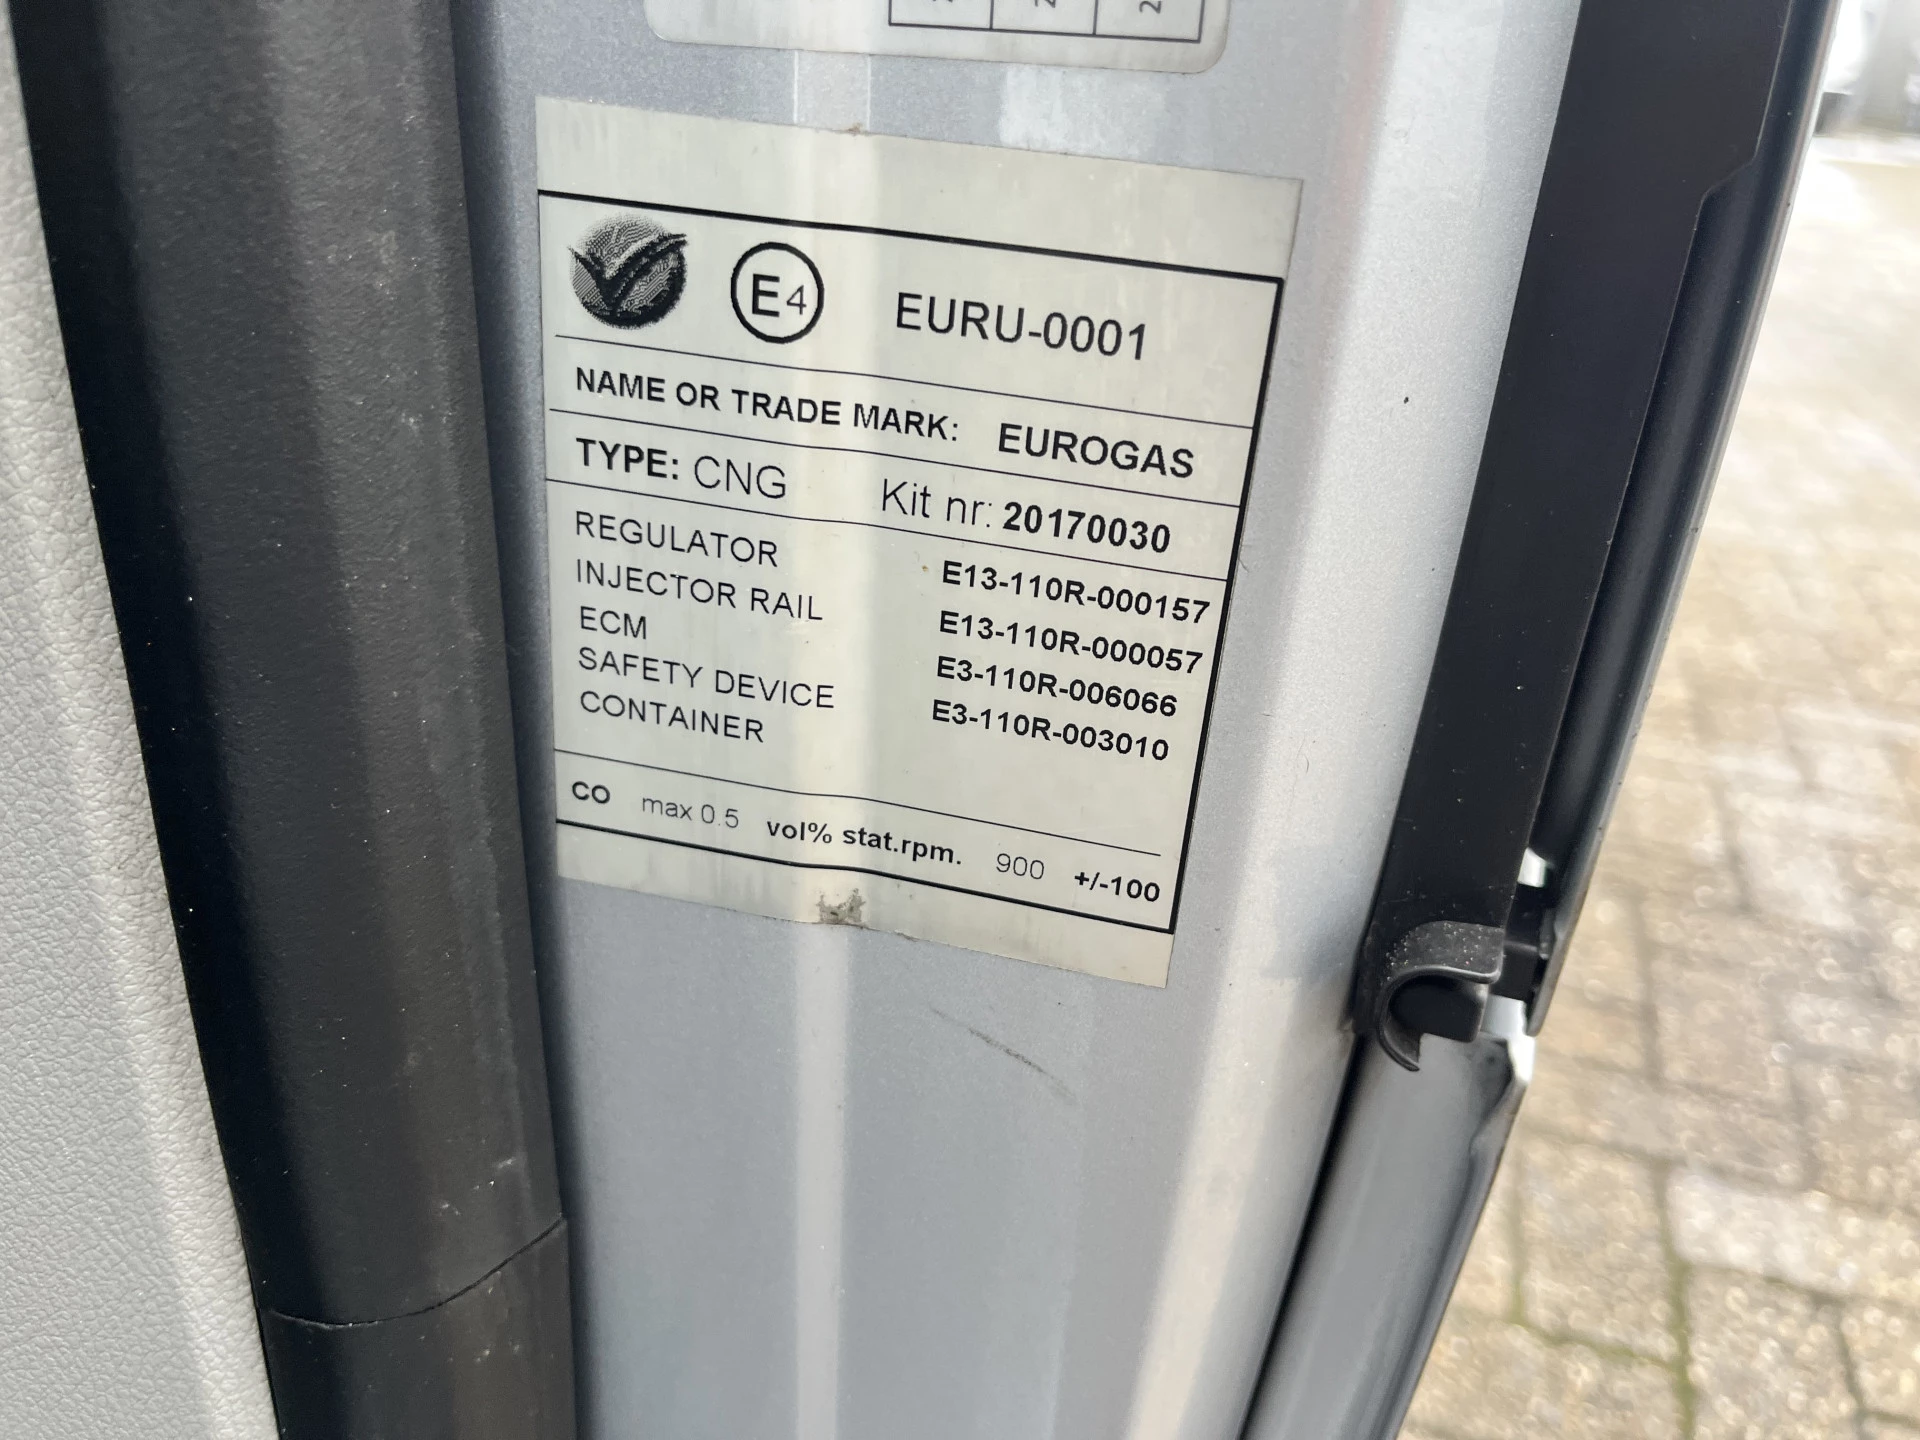 E4 EURU-0001
NAME OR TRADE MARK: EUROGAS
TYPE: CNG Kit nr: 20170030
REGULATOR E13-110R-000157
INJECTOR RAIL E13-110R-000057
ECM E3-110R-006066
SAFETY DEVICE E3-110R-003010
CONTAINER
CO max 0.5 vol% stat.rpm. 900 +/-100